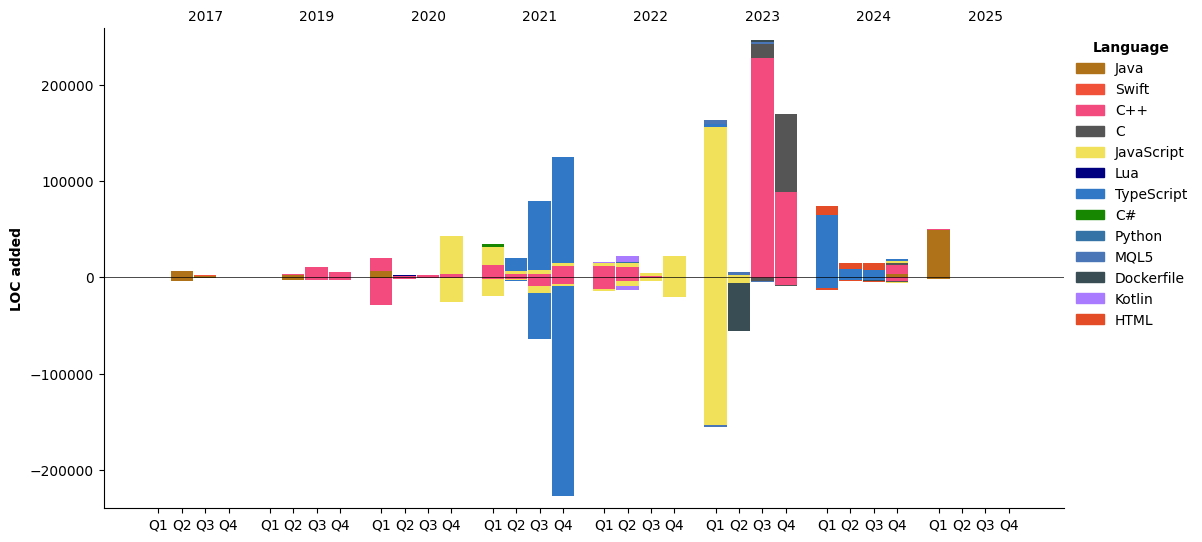 2017 2019 2020 2021 2022 2023 2024 2025
LOC added
200000
100000
0
−100000
−200000
Q1 Q2 Q3 Q4 Q1 Q2 Q3 Q4 Q1 Q2 Q3 Q4 Q1 Q2 Q3 Q4 Q1 Q2 Q3 Q4 Q1 Q2 Q3 Q4 Q1 Q2 Q3 Q4 Q1 Q2 Q3 Q4
Language
Java
Swift
C++
C
JavaScript
Lua
TypeScript
C#
Python
MQL5
Dockerfile
Kotlin
HTML